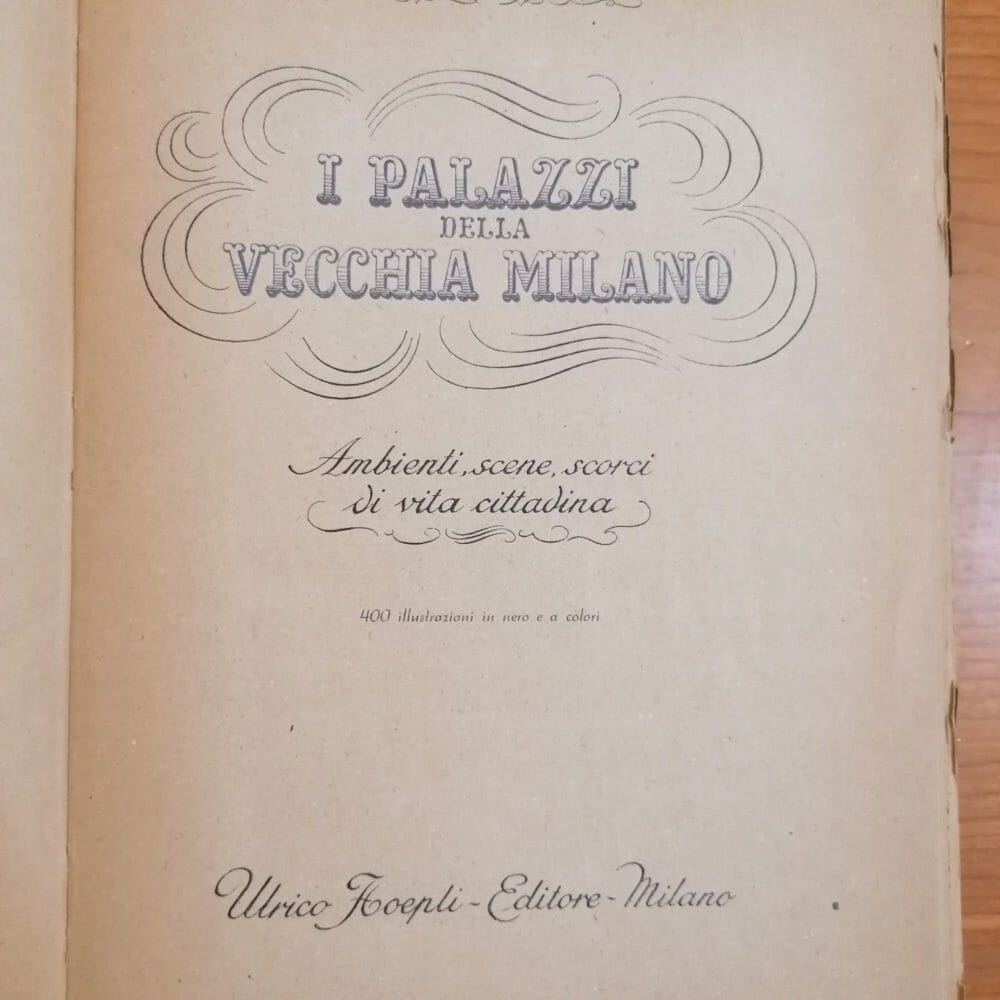 I PALAZZI
DELLA
VECCHIA MILANO
Ambienti, scene, scorci
di vita cittadina
400 illustrazioni in nero e a colori
Ulrico Hoepli - Editore - Milano